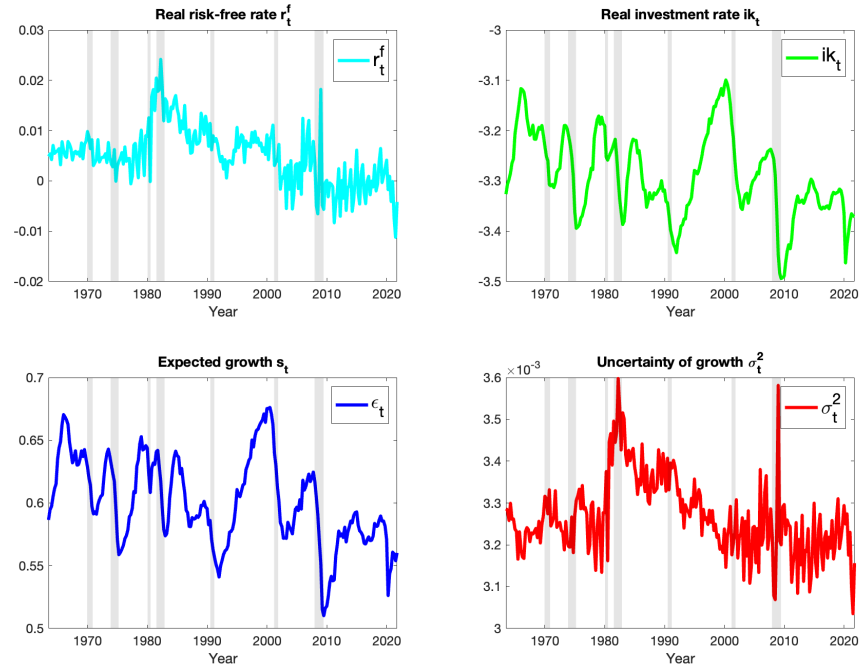 Real risk-free rate r_t^f
0.03
0.02
0.01
0
-0.01
-0.02
r_t^f
1970 1980 1990 2000 2010 2020
Year
Real investment rate ik_t
-3
-3.1
-3.2
-3.3
-3.4
-3.5
ik_t
1970 1980 1990 2000 2010 2020
Year
Expected growth s_t
0.7
0.65
0.6
0.55
0.5
ϵ_t
1970 1980 1990 2000 2010 2020
Year
Uncertainty of growth σ_t^2
×10^-3
3.6
3.5
3.4
3.3
3.2
3.1
3
σ_t^2
1970 1980 1990 2000 2010 2020
Year